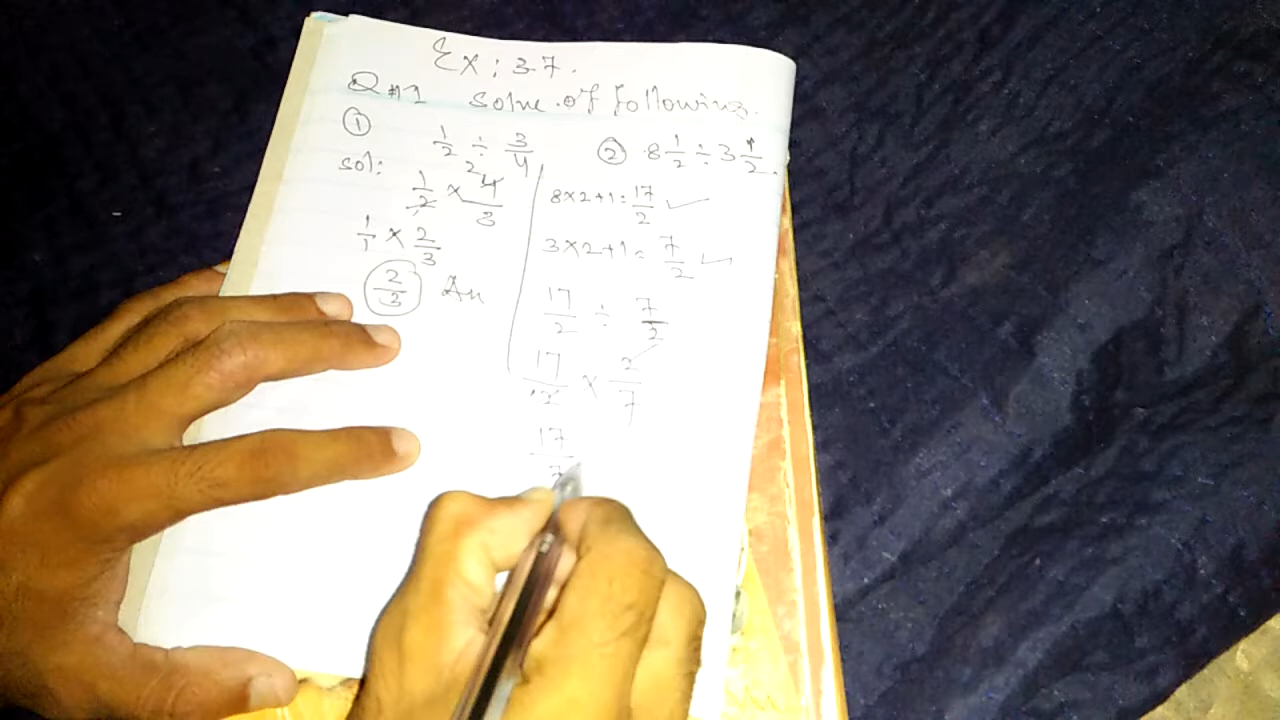 Ex: 37.
Q#1 Solve of following.
① 1/2 ÷ 3/4
Sol:
1/2 × 4/3 2
1/1 × 2/3
2/3 An
② 8 1/2 ÷ 3 1/2.
8×2+1= 17/2 ✓
3×2+1= 7/2 ✓
17/2 ÷ 7/2
17/2 × 2/7
17/7